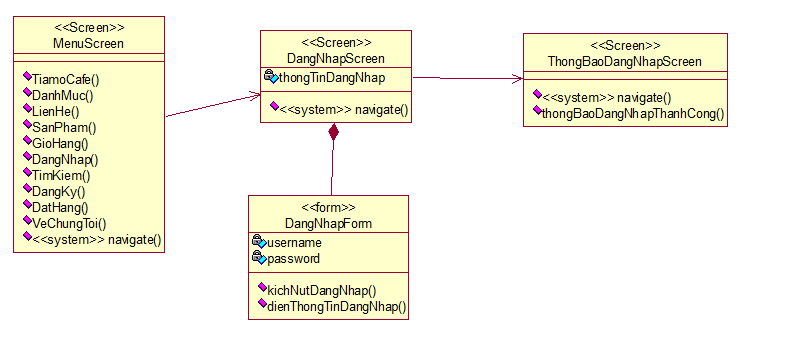 <<Screen>>
MenuScreen
TiamoCafe()
DanhMuc()
LienHe()
SanPham()
GioHang()
DangNhap()
TimKiem()
DangKy()
DatHang()
VeChungToi()
<<system>> navigate()
<<Screen>>
DangNhapScreen
thongTinDangNhap
<<system>> navigate()
<<Screen>>
ThongBaoDangNhapScreen
<<system>> navigate()
thongBaoDangNhapThanhCong()
<<form>>
DangNhapForm
username
password
kichNutDangNhap()
dienThongTinDangNhap()